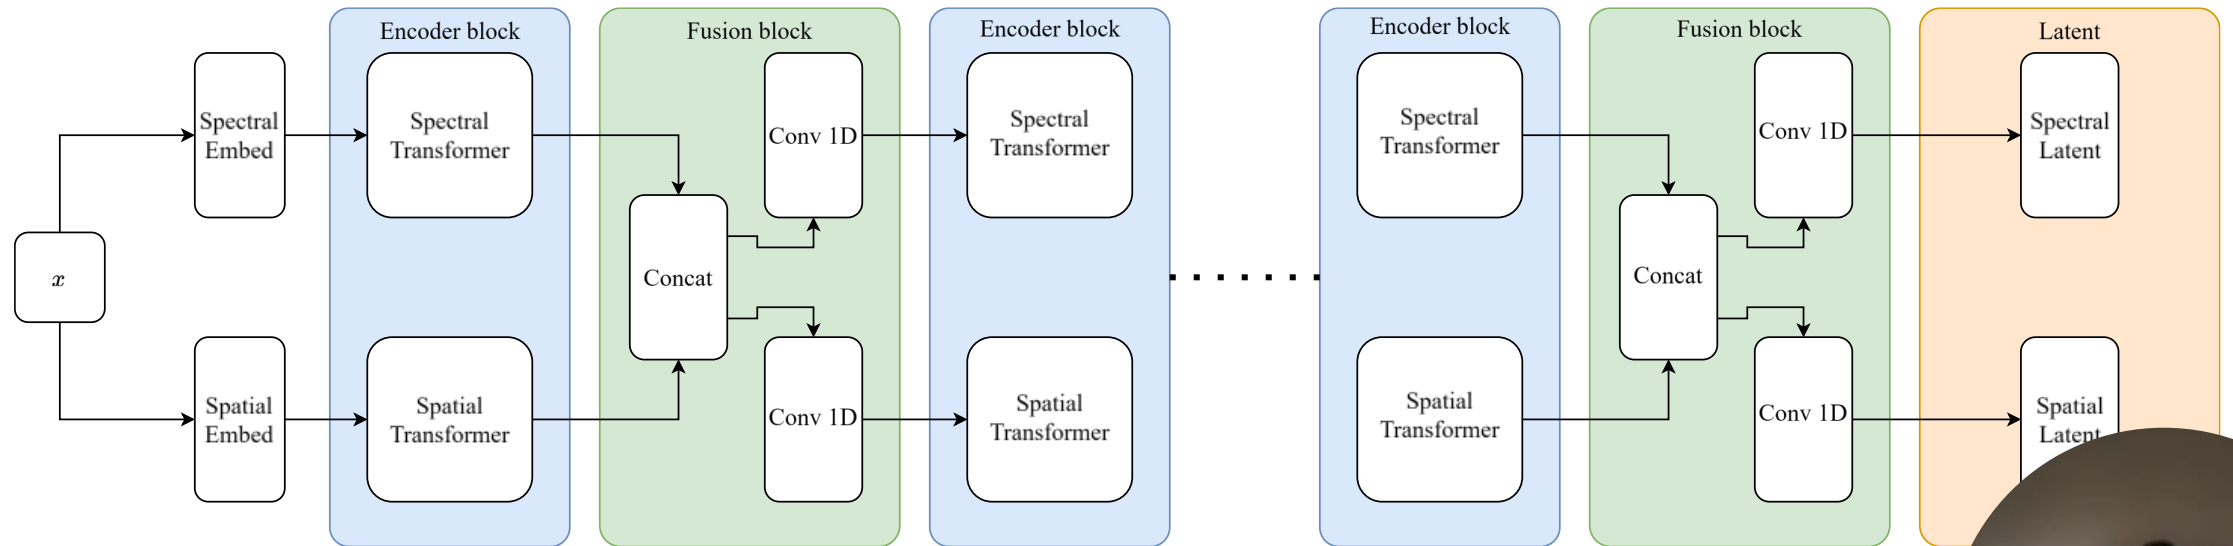 Encoder block
Fusion block
Encoder block
Encoder block
Fusion block
Latent
Spectral
Embed
Spectral
Transformer
Conv 1D
Spectral
Transformer
Spectral
Transformer
Conv 1D
Spectral
Latent
x
Concat
Concat
Spatial
Embed
Spatial
Transformer
Conv 1D
Spatial
Transformer
Spatial
Transformer
Conv 1D
Spatial
Latent